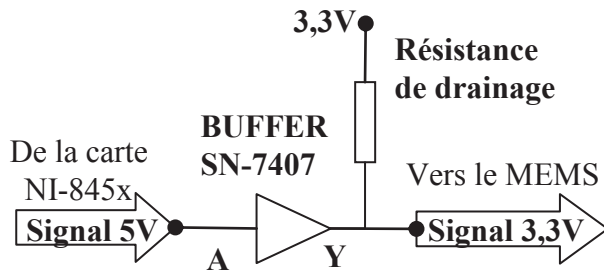 3,3V
Résistance
de drainage
BUFFER
SN-7407
De la carte
NI-845x
Signal 5V
A
Y
Vers le MEMS
Signal 3,3V